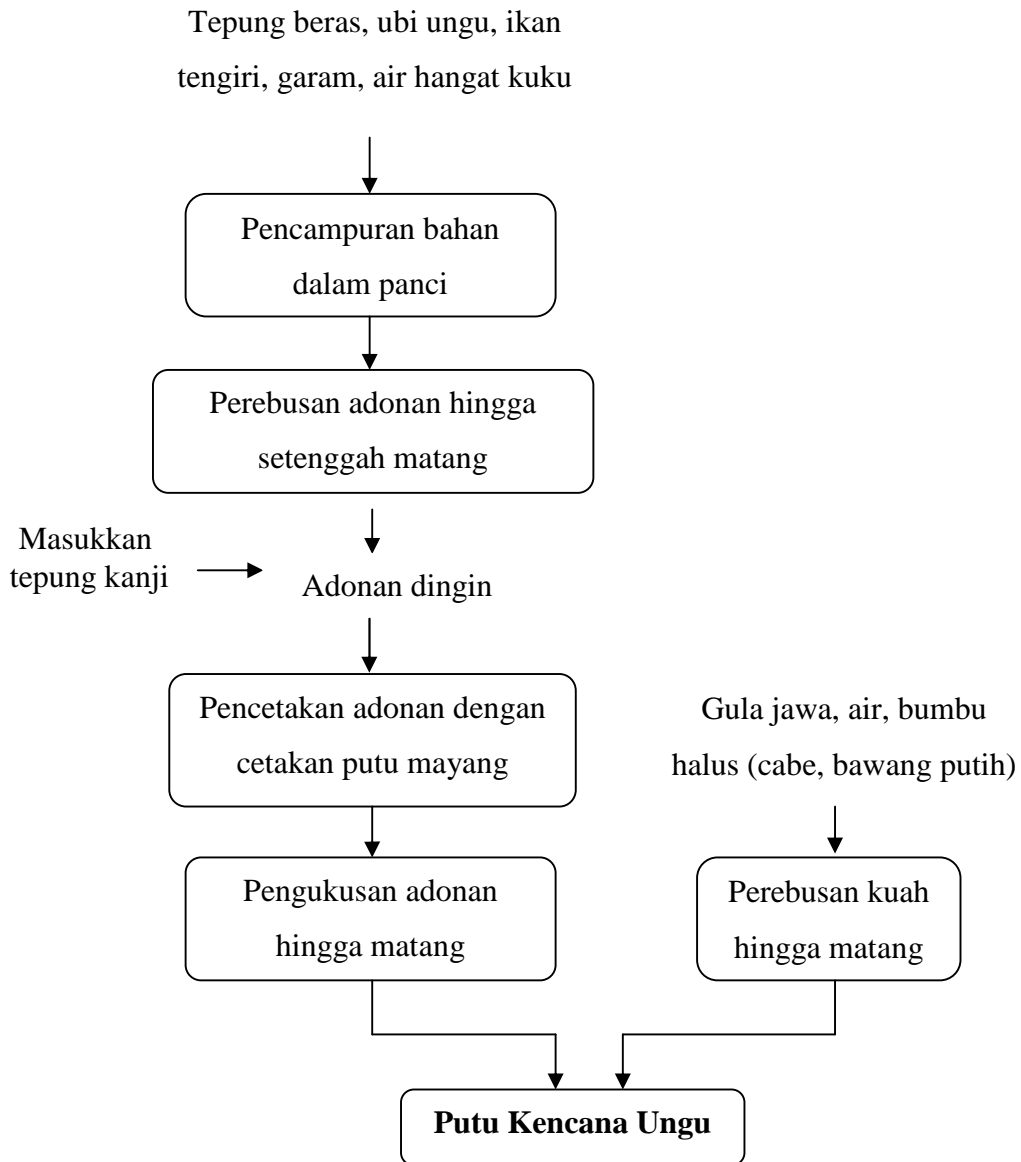 Tepung beras, ubi ungu, ikan
tengiri, garam, air hangat kuku
Pencampuran bahan
dalam panci
Perebusan adonan hingga
setenggah matang
Masukkan
tepung kanji
Adonan dingin
Pencetakan adonan dengan
cetakan putu mayang
Pengukusan adonan
hingga matang
Gula jawa, air, bumbu
halus (cabe, bawang putih)
Perebusan kuah
hingga matang
Putu Kencana Ungu